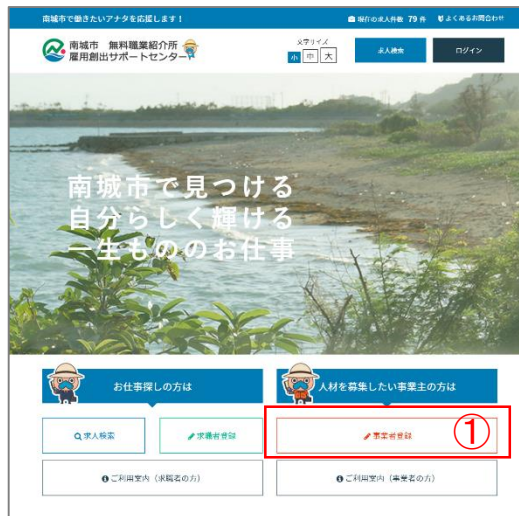 南城市で働きたいアナタを応援します！
現在の求人件数 79 件 よくあるお問合わせ
南城市 無料職業紹介所
雇用創出サポートセンター
文字サイズ
小 中 大
求人検索
ログイン
南城市で見つける
自分らしく輝ける
一生もののお仕事
お仕事探しの方は
人材を募集したい事業主の方は
求人検索
求職者登録
事業者登録
①
ご利用案内（求職者の方）
ご利用案内（事業者の方）